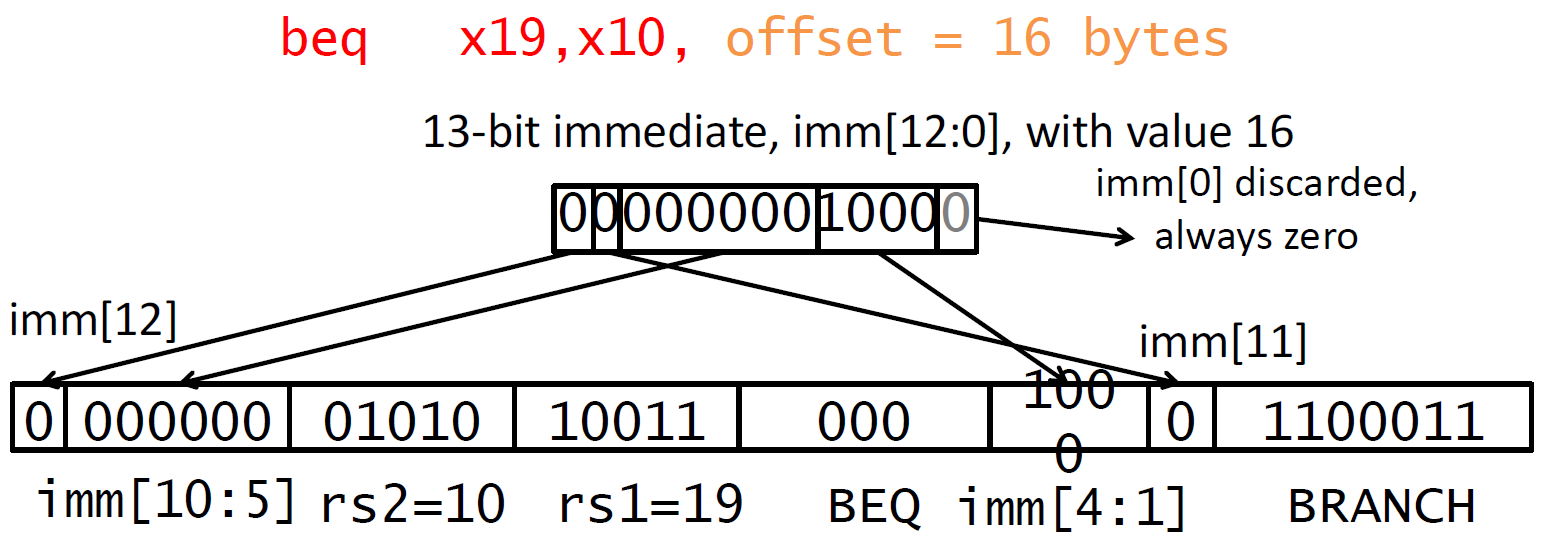 beq x19,x10, offset = 16 bytes
13-bit immediate, imm[12:0], with value 16
imm[0] discarded,
always zero
0 0 000000 1000 0
imm[12]
imm[11]
0 000000 01010 10011 000 100
0 0 1100011
imm[10:5] rs2=10 rs1=19 BEQ imm[4:1] BRANCH